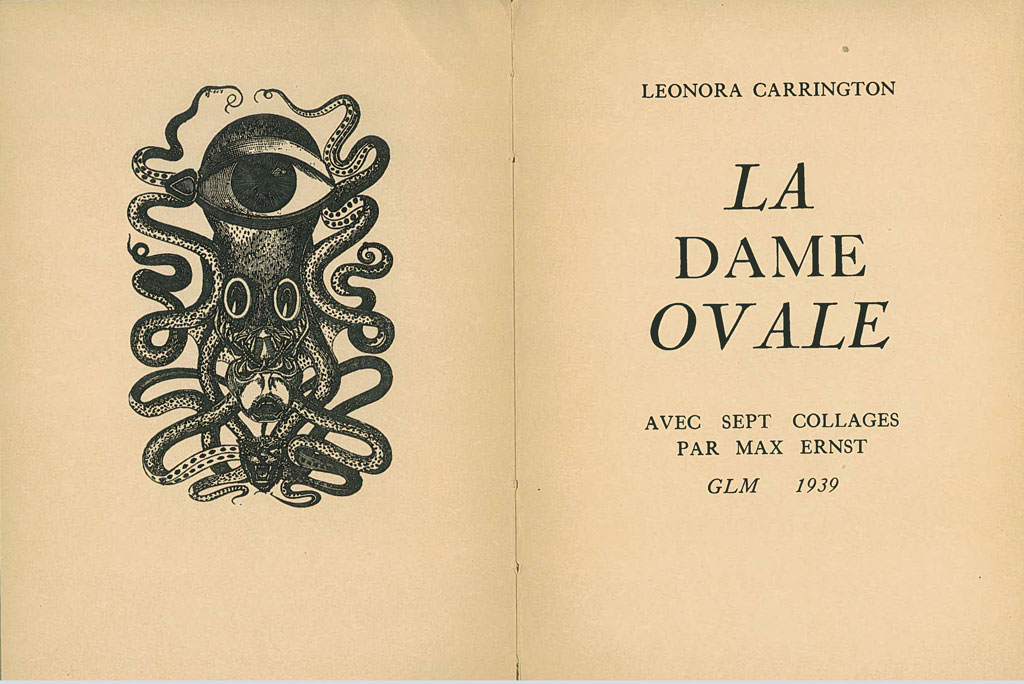 LEONORA CARRINGTON
LA
DAME
OVALE
AVEC SEPT COLLAGES
PAR MAX ERNST
GLM 1939